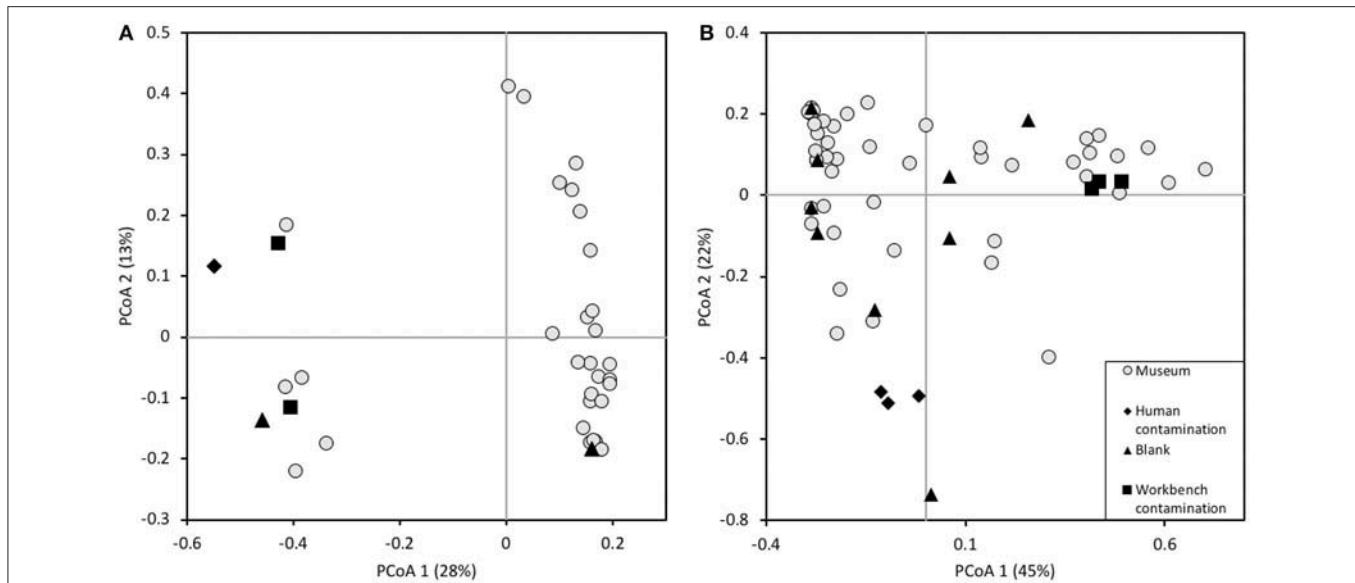 A
0.5
0.4
0.3
0.2
0.1
0
-0.1
-0.2
-0.3
-0.6
-0.4
-0.2
0
0.2
PCoA 1 (28%)
PCoA 2 (13%)
B
0.4
0.2
0
-0.2
-0.4
-0.6
-0.8
-0.4
0.1
0.6
PCoA 1 (45%)
PCoA 2 (22%)
Museum
Human
contamination
Blank
Workbench
contamination